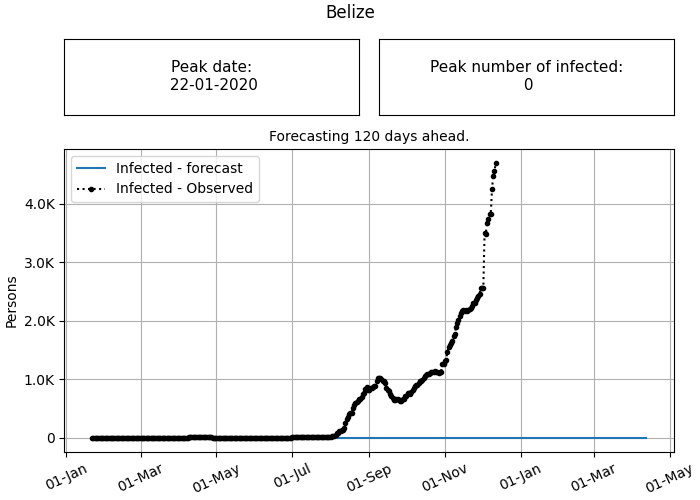 Belize
Peak date:
22-01-2020
Peak number of infected:
0
Forecasting 120 days ahead.
Infected - forecast
Infected - Observed
Persons
4.0K
3.0K
2.0K
1.0K
0
01-Jan
01-Mar
01-May
01-Jul
01-Sep
01-Nov
01-Jan
01-Mar
01-May